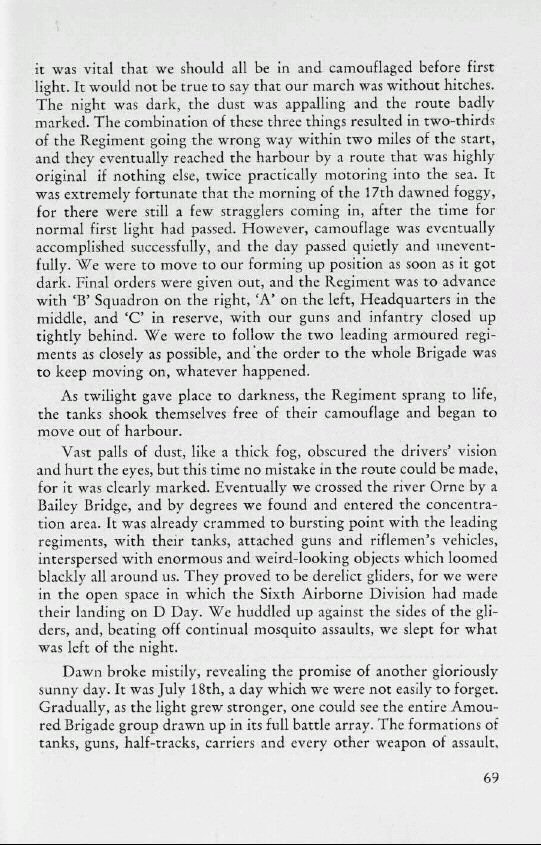 it was vital that we should all be in and camouflaged before first
light. It would not be true to say that our march was without hitches.
The night was dark, the dust was appalling and the route badly
marked. The combination of these three things resulted in two-thirds
of the Regiment going the wrong way within two miles of the start,
and they eventually reached the harbour by a route that was highly
original if nothing else, twice practically motoring into the sea. It
was extremely fortunate that the morning of the 17th dawned foggy,
for there were still a few stragglers coming in, after the time for
normal first light had passed. However, camouflage was eventually
accomplished successfully, and the day passed quietly and unevent-
fully. We were to move to our forming up position as soon as it got
dark. Final orders were given out, and the Regiment was to advance
with ‘B’ Squadron on the right, ‘A’ on the left, Headquarters in the
middle, and ‘C’ in reserve, with our guns and infantry closed up
tightly behind. We were to follow the two leading armoured regi-
ments as closely as possible, and the order to the whole Brigade was
to keep moving on, whatever happened.
As twilight gave place to darkness, the Regiment sprang to life,
the tanks shook themselves free of their camouflage and began to
move out of harbour.
Vast palls of dust, like a thick fog, obscured the drivers’ vision
and hurt the eyes, but this time no mistake in the route could be made,
for it was clearly marked. Eventually we crossed the river Orne by a
Bailey Bridge, and by degrees we found and entered the concentra-
tion area. It was already crammed to bursting point with the leading
regiments, with their tanks, attached guns and riflemen’s vehicles,
interspersed with enormous and weird-looking objects which loomed
blackly all around us. They proved to be derelict gliders, for we were
in the open space in which the Sixth Airborne Division had made
their landing on D Day. We huddled up against the sides of the gli-
ders, and, beating off continual mosquito assaults, we slept for what
was left of the night.
Dawn broke mistily, revealing the promise of another gloriously
sunny day. It was July 18th, a day which we were not easily to forget.
Gradually, as the light grew stronger, one could see the entire Amou-
red Brigade group drawn up in its full battle array. The formations of
tanks, guns, half-tracks, carriers and every other weapon of assault,
69